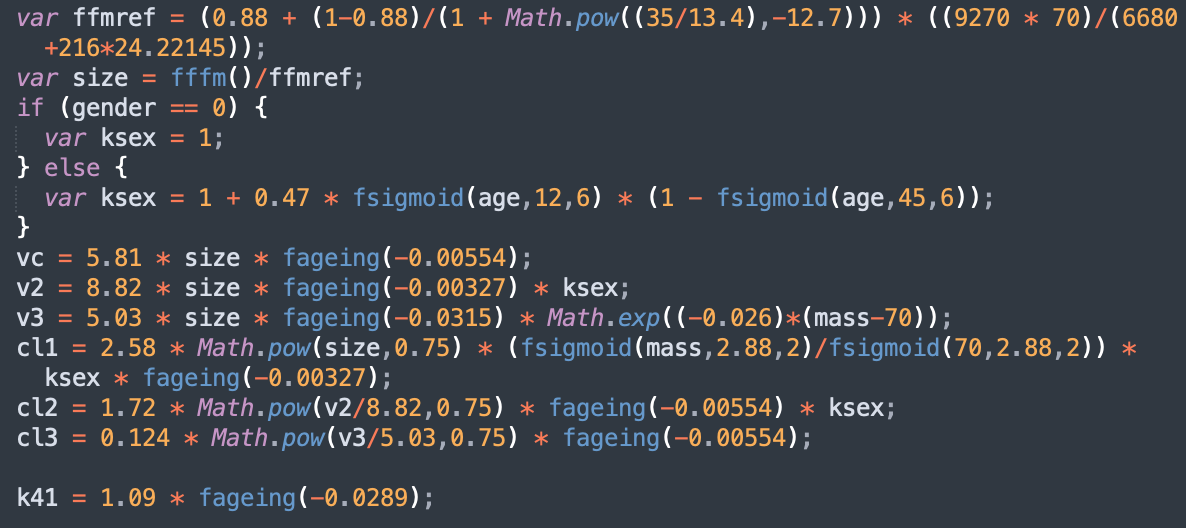 var ffmref = (0.88 + (1-0.88)/(1 + Math.pow((35/13.4),-12.7))) * ((9270 * 70)/(6680
+216*24.22145));
var size = fffm()/ffmref;
if (gender == 0) {
var ksex = 1;
} else {
var ksex = 1 + 0.47 * fsigmoid(age,12,6) * (1 - fsigmoid(age,45,6));
}
vc = 5.81 * size * fageing(-0.00554);
v2 = 8.82 * size * fageing(-0.00327) * ksex;
v3 = 5.03 * size * fageing(-0.0315) * Math.exp((-0.026)*(mass-70));
cl1 = 2.58 * Math.pow(size,0.75) * (fsigmoid(mass,2.88,2)/fsigmoid(70,2.88,2)) *
ksex * fageing(-0.00327);
cl2 = 1.72 * Math.pow(v2/8.82,0.75) * fageing(-0.00554) * ksex;
cl3 = 0.124 * Math.pow(v3/5.03,0.75) * fageing(-0.00554);
k41 = 1.09 * fageing(-0.0289);